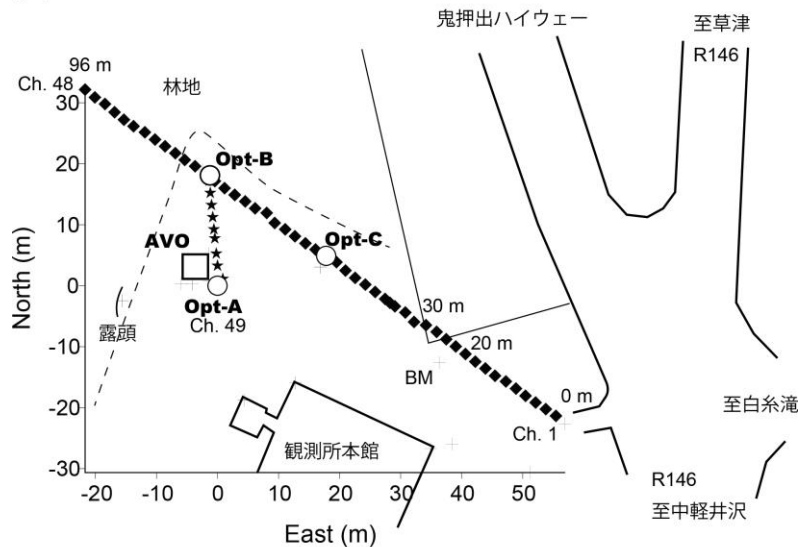 鬼押出ハイウェー
至草津
R146
96 m
Ch. 48
林地
30
20
10
0
-10
-20
-30
North (m)
Opt-B
AVO
Opt-C
Opt-A
Ch. 49
露頭
30 m
20 m
BM
0 m
Ch. 1
至白糸滝
観測所本館
R146
至中軽井沢
-20
-10
0
10
20
30
40
50
East (m)